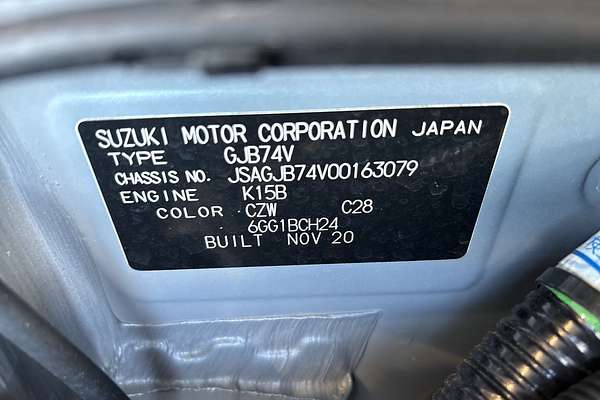 SUZUKI MOTOR CORPORATION JAPAN
TYPE GJB74V
CHASSIS NO. JSAGJB74V00163079
ENGINE K15B
COLOR CZW C28
6GG1BCH24
BUILT NOV 20